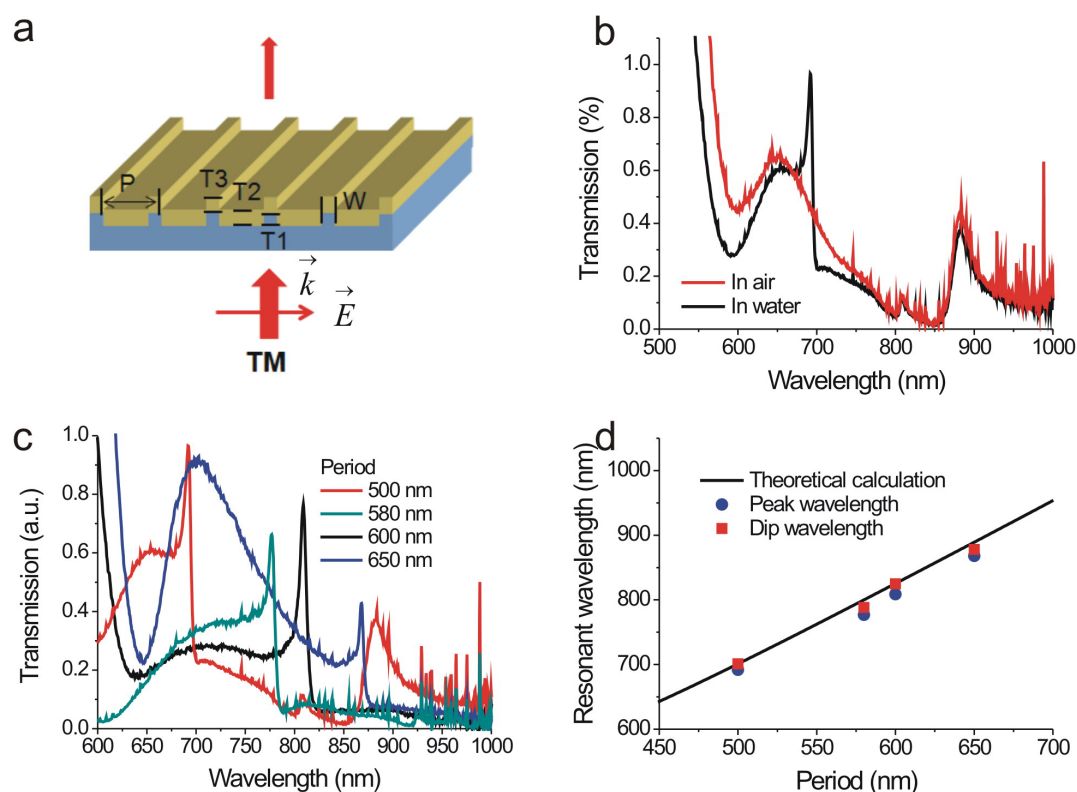 a
P
T3
T2
W
T1
k
E
TM
b
Transmission (%)
1.0
0.8
0.6
0.4
0.2
0.0
In air
In water
500 600 700 800 900 1000
Wavelength (nm)
c
Transmission (a.u.)
1.0
0.8
0.6
0.4
0.2
0.0
Period
500 nm
580 nm
600 nm
650 nm
600 650 700 750 800 850 900 950 1000
Wavelength (nm)
d
Resonant wavelength (nm)
1000
900
800
700
600
Theoretical calculation
Peak wavelength
Dip wavelength
450 500 550 600 650 700
Period (nm)